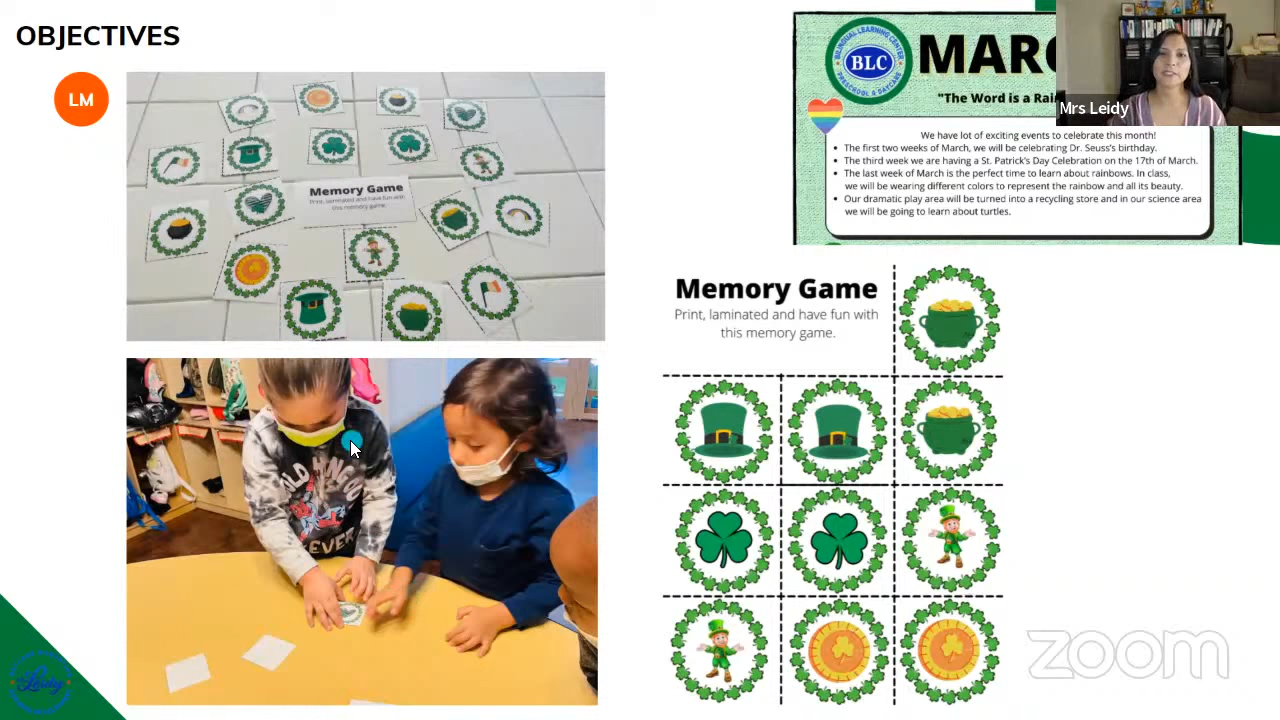 OBJECTIVES
LM
Memory Game
Print, laminated and have fun with
this memory game.
BILINGUAL LEARNING CENTER
BLC
PRESCHOOL & DAYCARE
MARC
"The Word is a Rai
Mrs Leidy
We have lot of exciting events to celebrate this month!
The first two weeks of March, we will be celebrating Dr. Seuss's birthday.
The third week we are having a St. Patrick's Day Celebration on the 17th of March.
The last week of March is the perfect time to learn about rainbows. In class,
we will be wearing different colors to represent the rainbow and all its beauty.
Our dramatic play area will be turned into a recycling store and in our science area
we will be going to learn about turtles.
Memory Game
Print, laminated and have fun with
this memory game.
Leidy
zoom